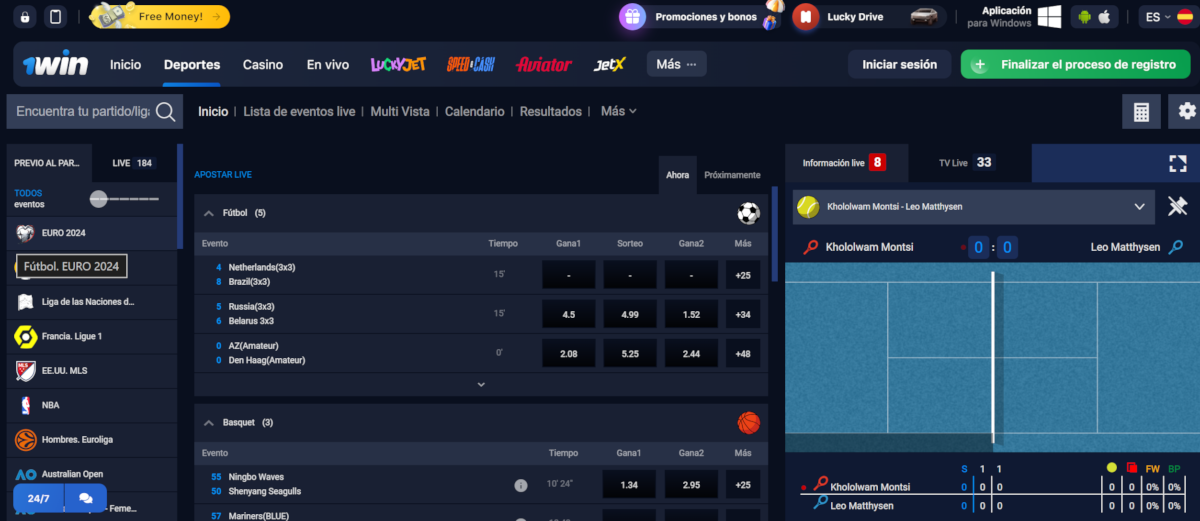 Free Money! →
Promociones y bonos
Lucky Drive
Aplicación
para Windows
ES
1win
Inicio
Deportes
Casino
En vivo
LUCKYJET
SPEED & CASH
Aviator
JetX
Más ···
Iniciar sesión
+ Finalizar el proceso de registro
Encuentra tu partido/liga
Inicio | Lista de eventos live | Multi Vista | Calendario | Resultados | Más
PREVIO AL PAR...
LIVE 184
TODOS
eventos
EURO 2024
Fútbol. EURO 2024
Liga de las Naciones d...
Francia. Ligue 1
MLS
EE.UU. MLS
NBA
Hombres. Euroliga
AO
Australian Open
- Feme...
24/7
APOSTAR LIVE
Ahora
Próximamente
Fútbol (5)
Evento Tiempo Gana1 Sorteo Gana2 Más
4 Netherlands(3x3)
8 Brazil(3x3)
15' - - - +25
5 Russia(3x3)
6 Belarus 3x3
15' 4.5 4.99 1.52 +34
0 AZ(Amateur)
0 Den Haag(Amateur)
0' 2.08 5.25 2.44 +48
Basquet (3)
Evento Tiempo Gana1 Gana2 Más
55 Ningbo Waves
50 Shenyang Seagulls
10' 24" 1.34 2.95 +25
57 Mariners(BLUE)
Información live 8
TV Live 33
Khololwam Montsi - Leo Matthysen
Khololwam Montsi 0 : 0 Leo Matthysen
S 1 1 FW BP
Khololwam Montsi 0 0 0 0 0 0% 0%
Leo Matthysen 0 0 0 0 0 0% 0%